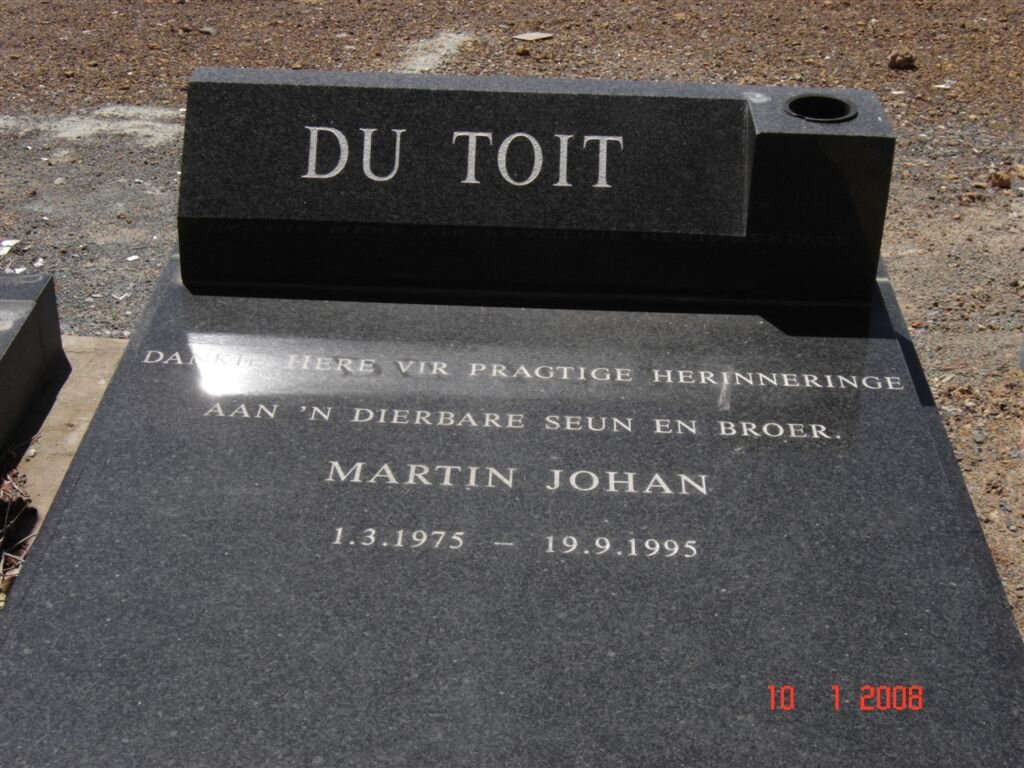 DU TOIT
DANKIE HERE VIR PRAGTIGE HERINNERINGE
AAN 'N DIERBARE SEUN EN BROER.
MARTIN JOHAN
1.3.1975 – 19.9.1995
10 1 2008